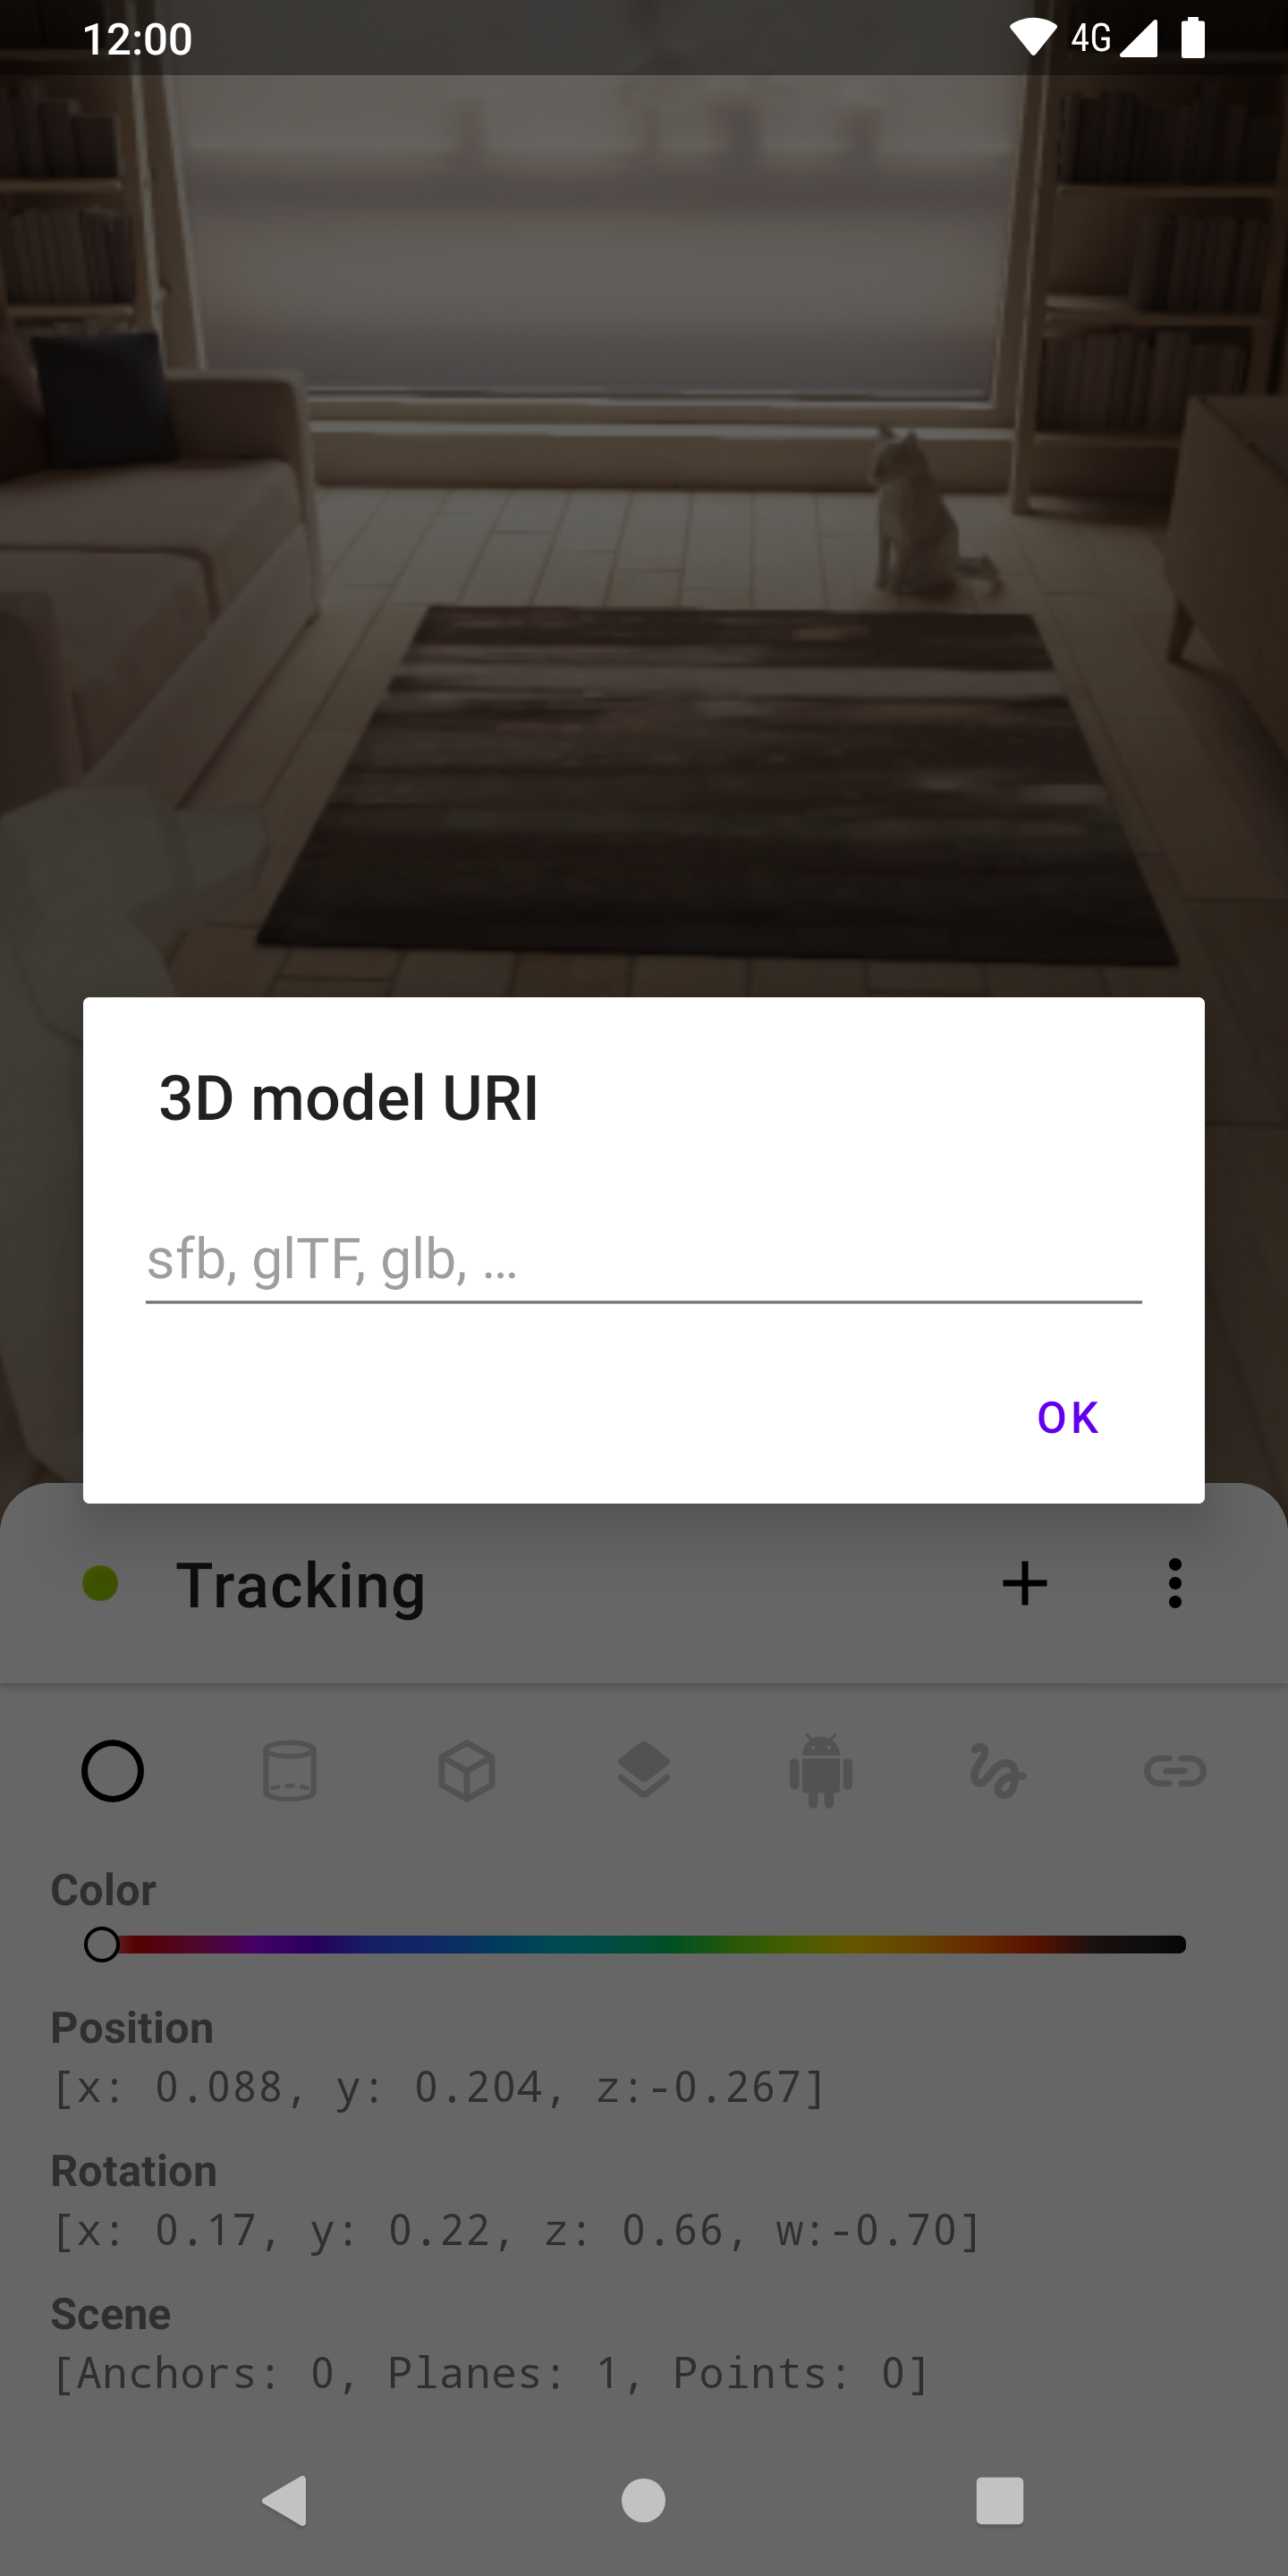 12:00
4G
3D model URI
sfb, glTF, glb, ...
OK
Tracking
Color
Position
[x: 0.088, y: 0.204, z:-0.267]
Rotation
[x: 0.17, y: 0.22, z: 0.66, w:-0.70]
Scene
[Anchors: 0, Planes: 1, Points: 0]